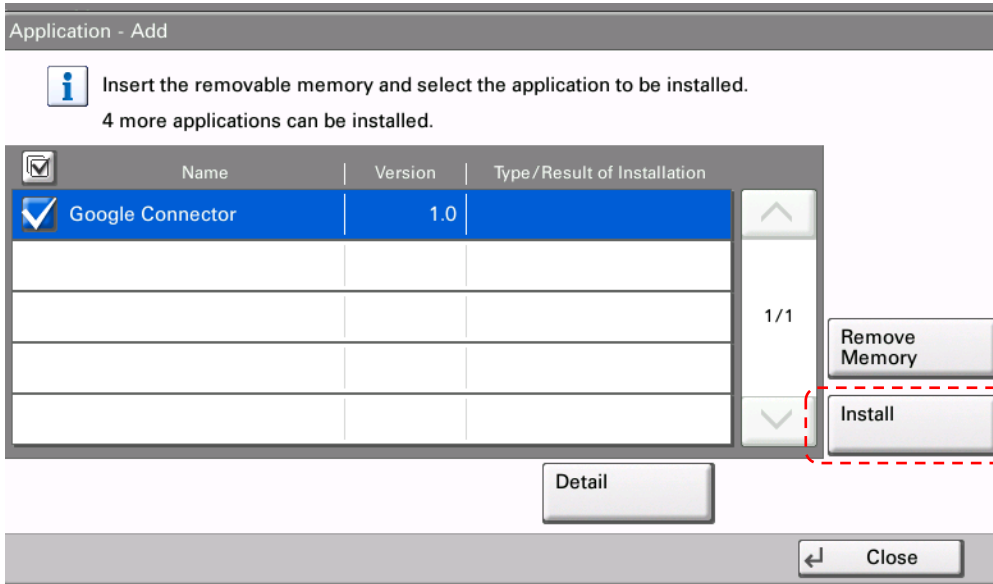 Application - Add
Insert the removable memory and select the application to be installed.
4 more applications can be installed.
Name Version Type/Result of Installation
Google Connector 1.0
1/1
Remove
Memory
Install
Detail
Close